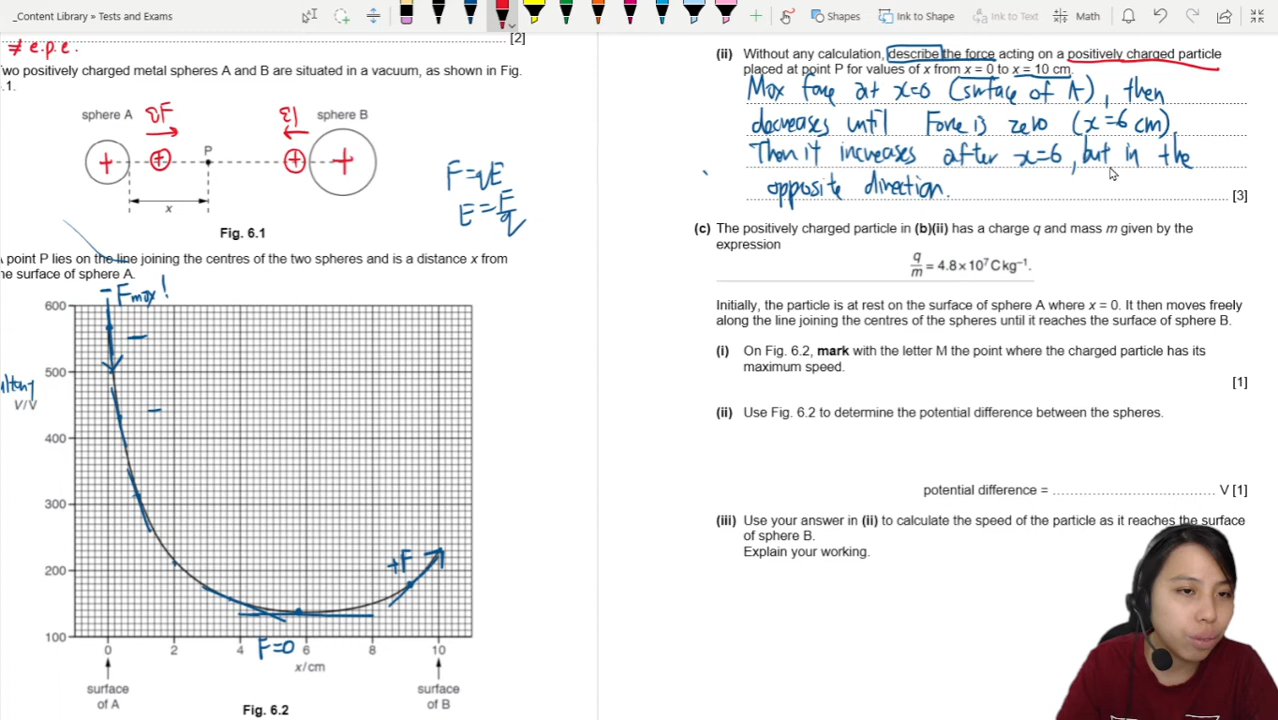 _Content Library » Tests and Exams
Shapes
Ink to Shape
Ink to Text
Math
≠ e.p.e.
[2]
wo positively charged metal spheres A and B are situated in a vacuum, as shown in Fig.
.1.
sphere A
sphere B
P
x
F=qE
E=F/q
Fig. 6.1
point P lies on the line joining the centres of the two spheres and is a distance x from
he surface of sphere A.
Fmax!
600
500
V/V
400
300
200
100
+F
F=0
0 2 4 6 8 10
x/cm
surface
of A
surface
of B
Fig. 6.2
(ii) Without any calculation, describe the force acting on a positively charged particle
placed at point P for values of x from x = 0 to x = 10 cm.
Max force at x=0 (surface of A), then
decreases until Force is zero (x=6 cm).
Then it increases after x=6, but in the
opposite direction.
[3]
(c) The positively charged particle in (b)(ii) has a charge q and mass m given by the
expression
q/m = 4.8 × 10⁷ C kg⁻¹.
Initially, the particle is at rest on the surface of sphere A where x = 0. It then moves freely
along the line joining the centres of the spheres until it reaches the surface of sphere B.
(i) On Fig. 6.2, mark with the letter M the point where the charged particle has its
maximum speed.
[1]
(ii) Use Fig. 6.2 to determine the potential difference between the spheres.
potential difference = ........................................ V [1]
(iii) Use your answer in (ii) to calculate the speed of the particle as it reaches the surface
of sphere B.
Explain your working.